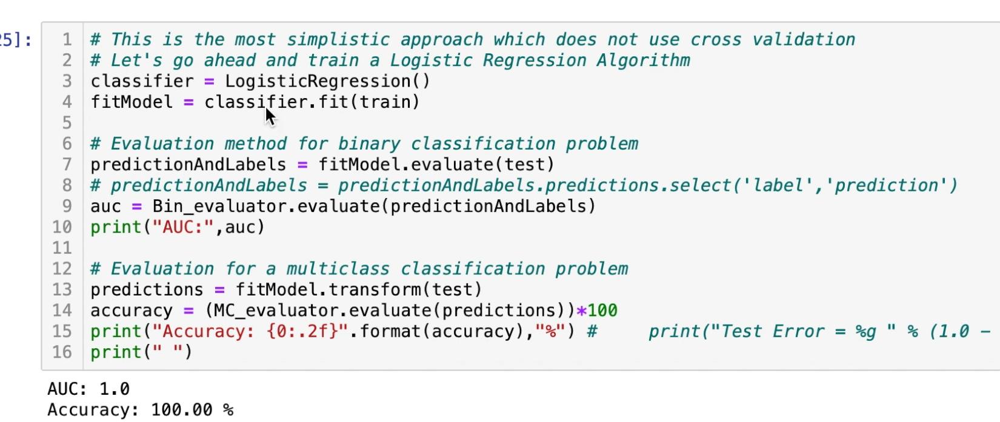 25]:
1 # This is the most simplistic approach which does not use cross validation
2 # Let's go ahead and train a Logistic Regression Algorithm
3 classifier = LogisticRegression()
4 fitModel = classifier.fit(train)
5
6 # Evaluation method for binary classification problem
7 predictionAndLabels = fitModel.evaluate(test)
8 # predictionAndLabels = predictionAndLabels.predictions.select('label','prediction')
9 auc = Bin_evaluator.evaluate(predictionAndLabels)
10 print("AUC:",auc)
11
12 # Evaluation for a multiclass classification problem
13 predictions = fitModel.transform(test)
14 accuracy = (MC_evaluator.evaluate(predictions))*100
15 print("Accuracy: {0:.2f}".format(accuracy),"%") #     print("Test Error = %g " % (1.0 -
16 print(" ")
AUC: 1.0
Accuracy: 100.00 %